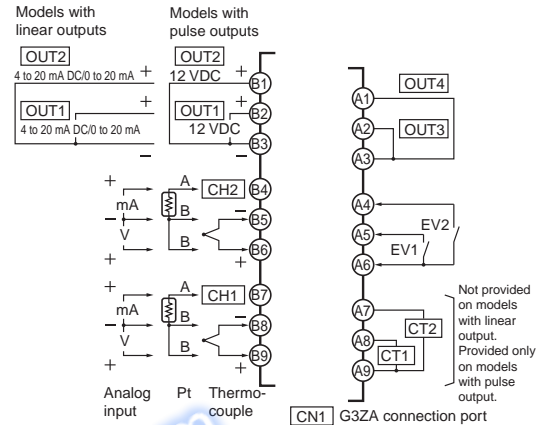 Models with
linear outputs
Models with
pulse outputs
OUT2
4 to 20 mA DC/0 to 20 mA +
OUT2 +
12 VDC
B1
OUT1 +
4 to 20 mA DC/0 to 20 mA
OUT1 +
12 VDC
B2
B3
−
−
+
mA
−
V
+
A
B
B
CH2
−
+
B4
B5
B6
+
mA
−
V
+
A
B
B
CH1
−
+
B7
B8
B9
Analog
input
Pt
Thermo-
couple
A1
OUT4
A2
OUT3
A3
A4
A5
EV1
EV2
A6
A7
CT2
A8
CT1
A9
Not provided
on models
with linear
output.
Provided only
on models
with pulse
output.
CN1 G3ZA connection port